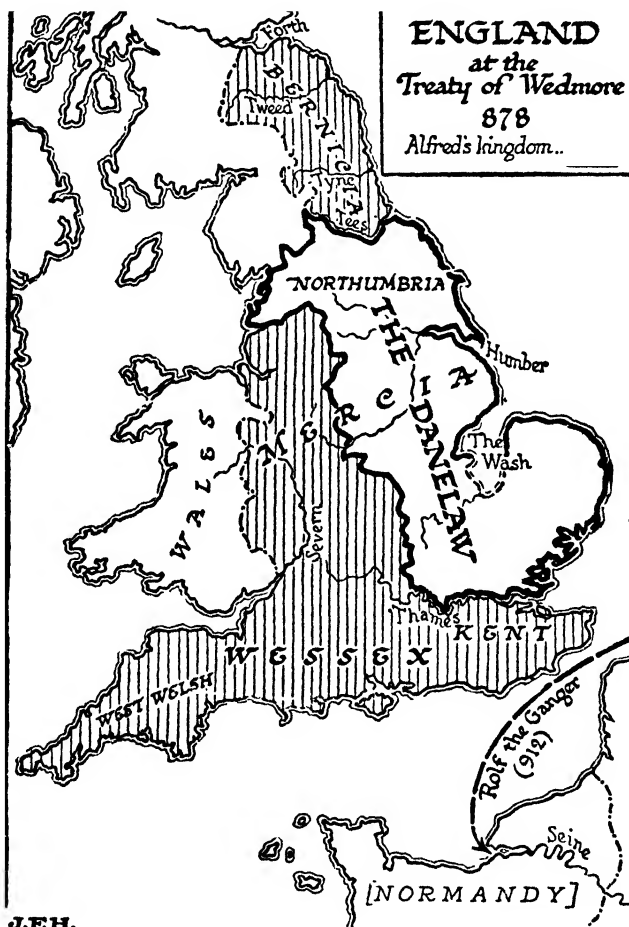 ENGLAND
at the
Treaty of Wedmore
878
Alfred's kingdom..
Forth
BERNICIA
Tweed
Tyne
Tees
NORTHUMBRIA
THE DANELAW
Humber
MERCIA
The
Wash
WALES
Severn
Thames
KENT
WESSEX
WEST WELSH
Rolf the Ganger
(912)
Seine
[NORMANDY]
J.F.H.